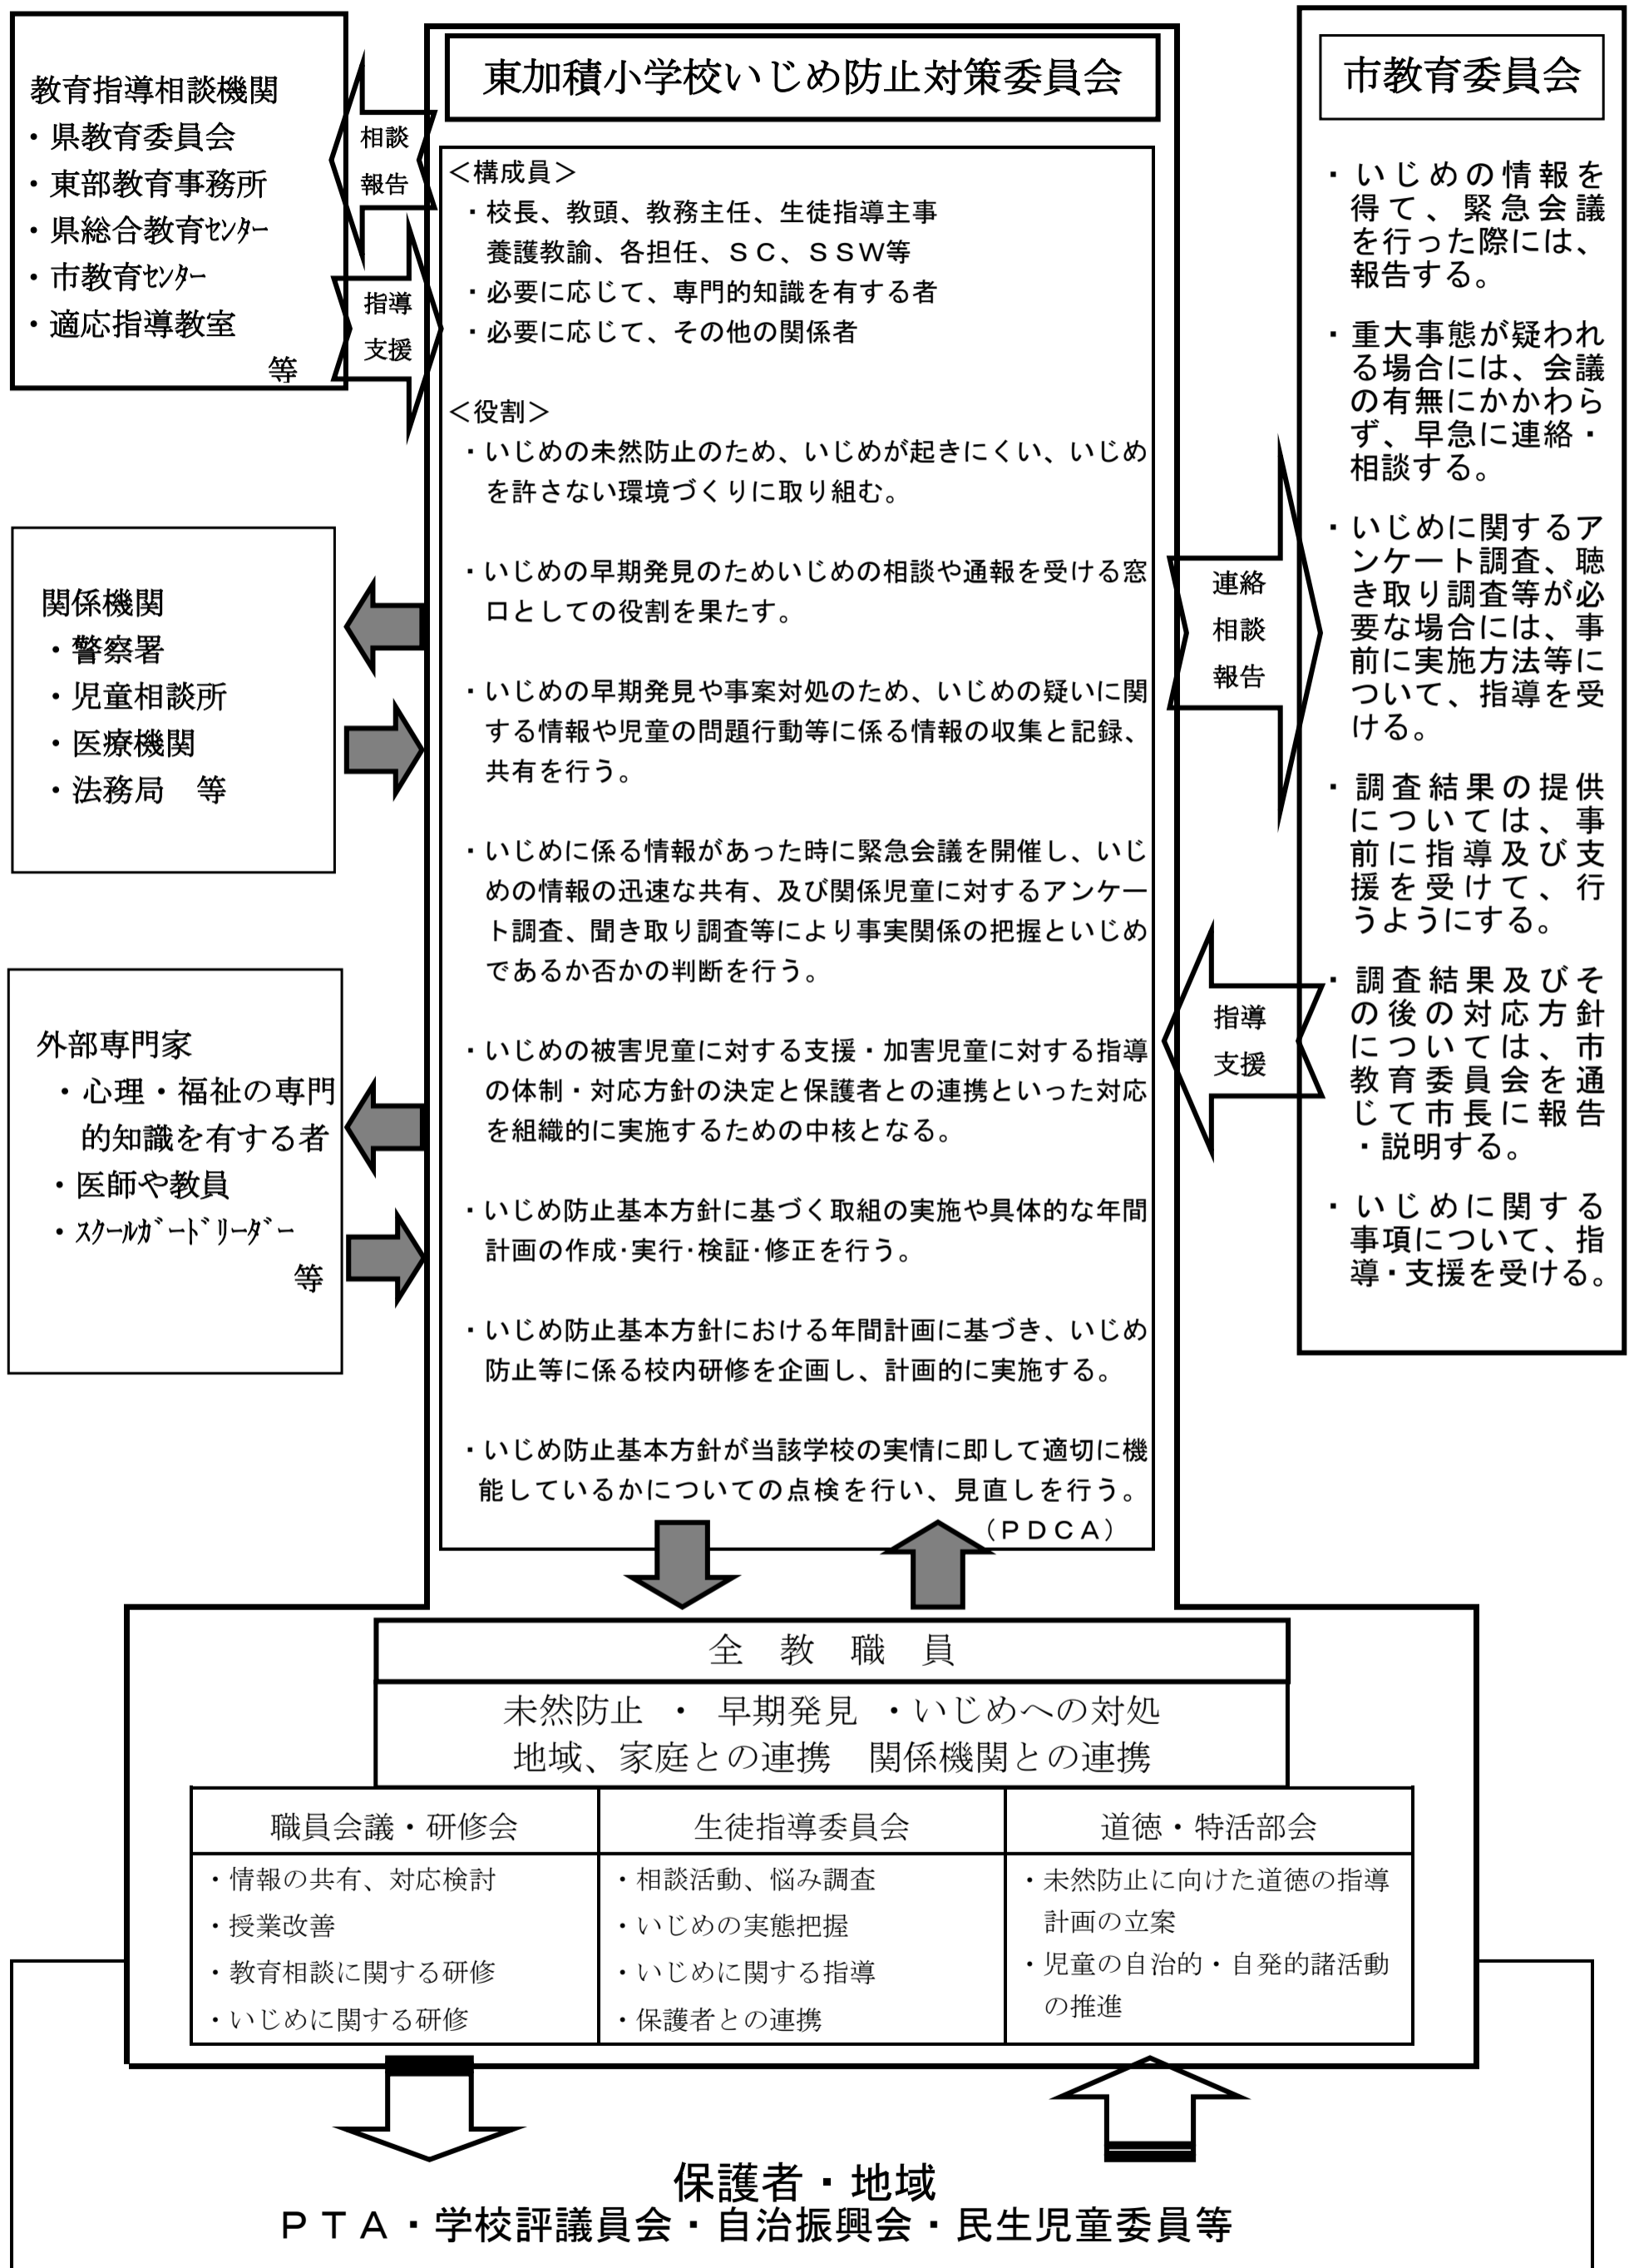 教育指導相談機関
・県教育委員会
・東部教育事務所
・県総合教育ｾﾝﾀｰ
・市教育ｾﾝﾀｰ
・適応指導教室
等
相談
報告
指導
支援
関係機関
・警察署
・児童相談所
・医療機関
・法務局　等
外部専門家
・心理・福祉の専門
的知識を有する者
・医師や教員
・ｽｸｰﾙｶﾞｰﾄﾞﾘｰﾀﾞｰ
等
東加積小学校いじめ防止対策委員会
＜構成員＞
・校長、教頭、教務主任、生徒指導主事
養護教諭、各担任、ＳＣ、ＳＳＷ等
・必要に応じて、専門的知識を有する者
・必要に応じて、その他の関係者
＜役割＞
・いじめの未然防止のため、いじめが起きにくい、いじめ
を許さない環境づくりに取り組む。
・いじめの早期発見のためいじめの相談や通報を受ける窓
口としての役割を果たす。
・いじめの早期発見や事案対処のため、いじめの疑いに関
する情報や児童の問題行動等に係る情報の収集と記録、
共有を行う。
・いじめに係る情報があった時に緊急会議を開催し、いじ
めの情報の迅速な共有、及び関係児童に対するアンケー
ト調査、聞き取り調査等により事実関係の把握といじめ
であるか否かの判断を行う。
・いじめの被害児童に対する支援・加害児童に対する指導
の体制・対応方針の決定と保護者との連携といった対応
を組織的に実施するための中核となる。
・いじめ防止基本方針に基づく取組の実施や具体的な年間
計画の作成･実行･検証･修正を行う。
・いじめ防止基本方針における年間計画に基づき、いじめ
防止等に係る校内研修を企画し、計画的に実施する。
・いじめ防止基本方針が当該学校の実情に即して適切に機
能しているかについての点検を行い、見直しを行う。
（ＰＤＣＡ）
連絡
相談
報告
指導
支援
市教育委員会
・いじめの情報を
得て、緊急会議
を行った際には、
報告する。
・重大事態が疑われ
る場合には、会議
の有無にかかわら
ず、早急に連絡・
相談する。
・いじめに関するア
ンケート調査、聴
き取り調査等が必
要な場合には、事
前に実施方法等に
ついて、指導を受
ける。
・調査結果の提供
については、事
前に指導及び支
援を受けて、行
うようにする。
・調査結果及びそ
の後の対応方針
については、市
教育委員会を通
じて市長に報告
・説明する。
・いじめに関する
事項について、指
導･支援を受ける。
全　教　職　員
未然防止　・　早期発見　・いじめへの対処
地域、家庭との連携　関係機関との連携
職員会議・研修会
・情報の共有、対応検討
・授業改善
・教育相談に関する研修
・いじめに関する研修
生徒指導委員会
・相談活動、悩み調査
・いじめの実態把握
・いじめに関する指導
・保護者との連携
道徳・特活部会
・未然防止に向けた道徳の指導
計画の立案
・児童の自治的・自発的諸活動
の推進
保護者・地域
ＰＴＡ・学校評議員会・自治振興会・民生児童委員等